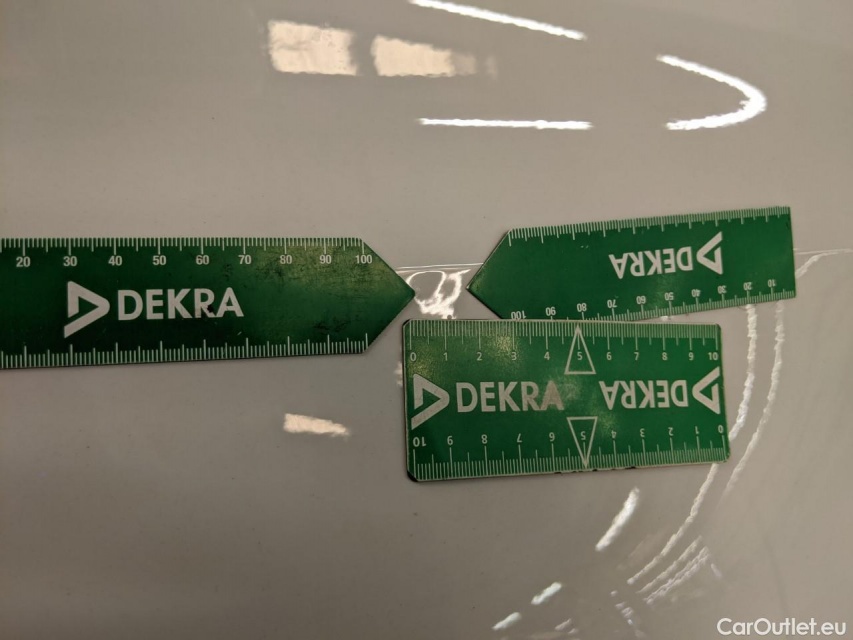 20 30 40 50 60 70 80 90 100
DEKRA
10 20 30 40 50 60 70 80 100
DEKRA
0 1 2 3 4 5 6 7 8 9 10
DEKRA DEKRA
10 9 8 7 6 5 4 3 2 1 0
CarOutlet.eu